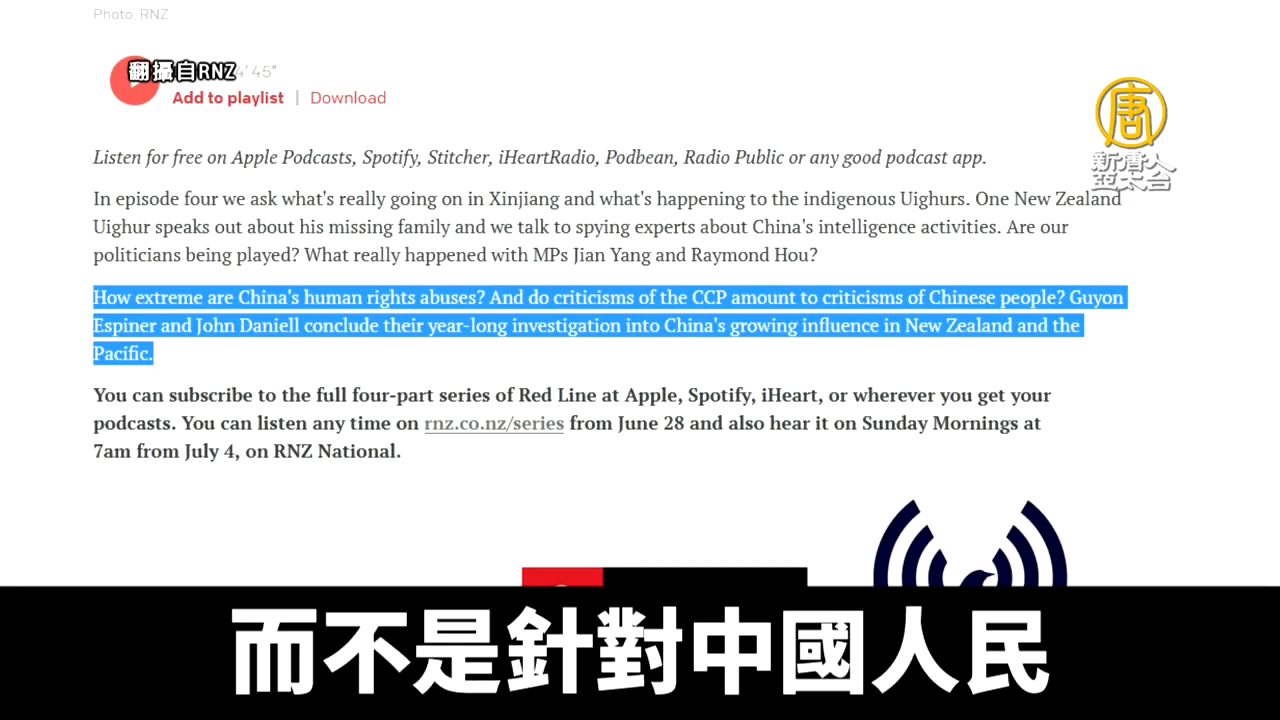 Photo: RNZ
翻攝自RNZ
4′ 45″
Add to playlist | Download
唐
新唐人
亞太台
Listen for free on Apple Podcasts, Spotify, Stitcher, iHeartRadio, Podbean, Radio Public or any good podcast app.
In episode four we ask what's really going on in Xinjiang and what's happening to the indigenous Uighurs. One New Zealand
Uighur speaks out about his missing family and we talk to spying experts about China's intelligence activities. Are our
politicians being played? What really happened with MPs Jian Yang and Raymond Hou?
How extreme are China's human rights abuses? And do criticisms of the CCP amount to criticisms of Chinese people? Guyon
Espiner and John Daniell conclude their year-long investigation into China's growing influence in New Zealand and the
Pacific.
You can subscribe to the full four-part series of Red Line at Apple, Spotify, iHeart, or wherever you get your
podcasts. You can listen any time on rnz.co.nz/series from June 28 and also hear it on Sunday Mornings at
7am from July 4, on RNZ National.
而不是針對中國人民